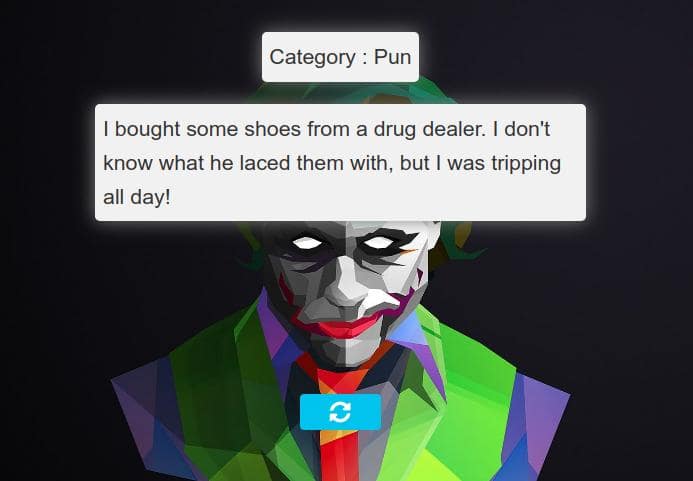 Category : Pun
I bought some shoes from a drug dealer. I don't
know what he laced them with, but I was tripping
all day!